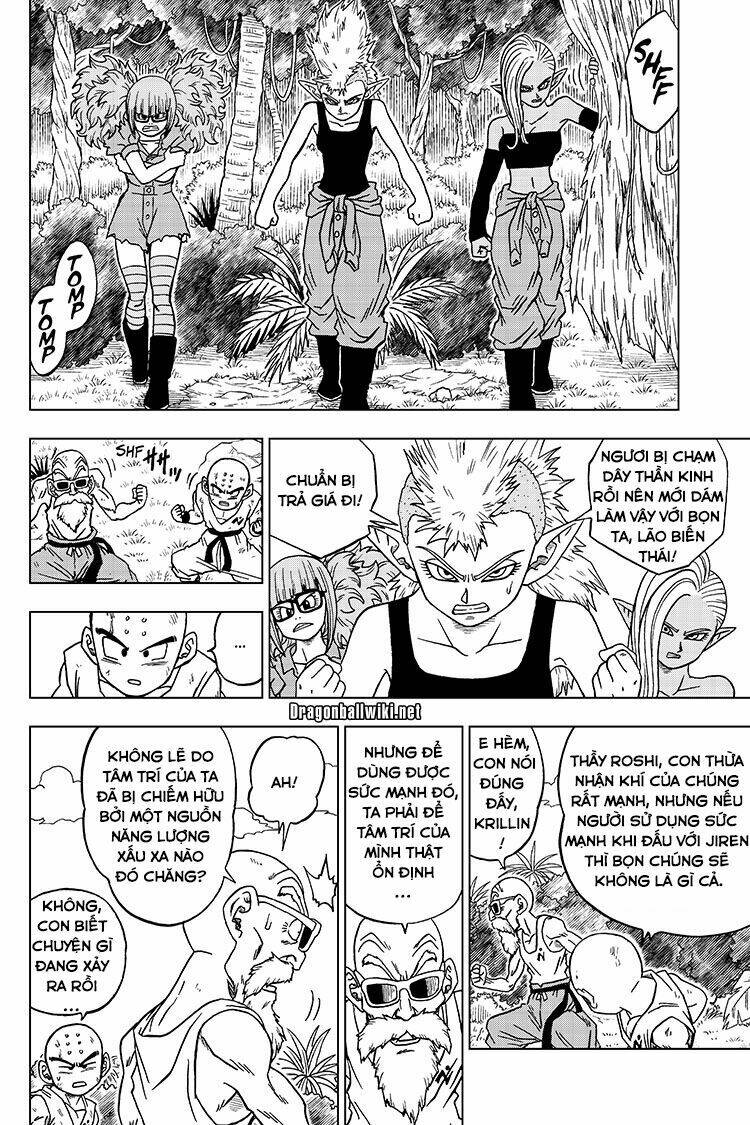 SHF
F
TOMP
TOMP
NGƯƠI BỊ CHẠM
DÂY THẦN KINH
RỒI NÊN MỚI DÁM
LÀM VẬY VỚI BỌN
TA, LÃO BIẾN
THÁI!
CHUẨN BỊ
TRẢ GIÁ ĐI!
SHF
...
Dragonballwiki.net
THẦY ROSHI, CON THỪA
NHẬN KHÍ CỦA CHÚNG
RẤT MẠNH, NHƯNG NẾU
NGƯỜI SỬ DỤNG SỨC
MẠNH KHI ĐẤU VỚI JIREN
THÌ BỌN CHÚNG SẼ
KHÔNG LÀ GÌ CẢ.
E HÈM,
CON NÓI
ĐÚNG
ĐẤY,
KRILLIN
!
NHƯNG ĐỂ
DÙNG ĐƯỢC
SỨC MẠNH ĐÓ,
TA PHẢI ĐỂ
TÂM TRÍ CỦA
MÌNH THẬT
ỔN ĐỊNH
...
AH!
KHÔNG LẼ DO
TÂM TRÍ CỦA TA
ĐÃ BỊ CHIẾM HỮU
BỞI MỘT NGUỒN
NĂNG LƯỢNG
XẤU XA NÀO
ĐÓ CHĂNG?
KHÔNG,
CON BIẾT
CHUYỆN GÌ
ĐANG XẢY
RA RỒI
...